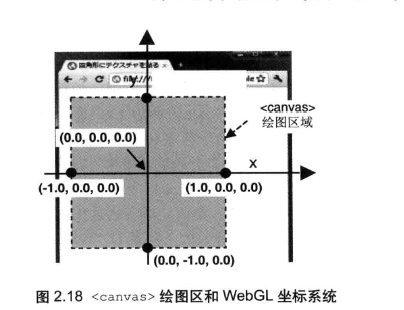 四角形にテクスチャを貼る ×
file:///
y
<canvas>
绘图区域
(0.0, 0.0, 0.0)
x
(-1.0, 0.0, 0.0)
(1.0, 0.0, 0.0)
(0.0, -1.0, 0.0)
图 2.18 <canvas> 绘图区和 WebGL 坐标系统